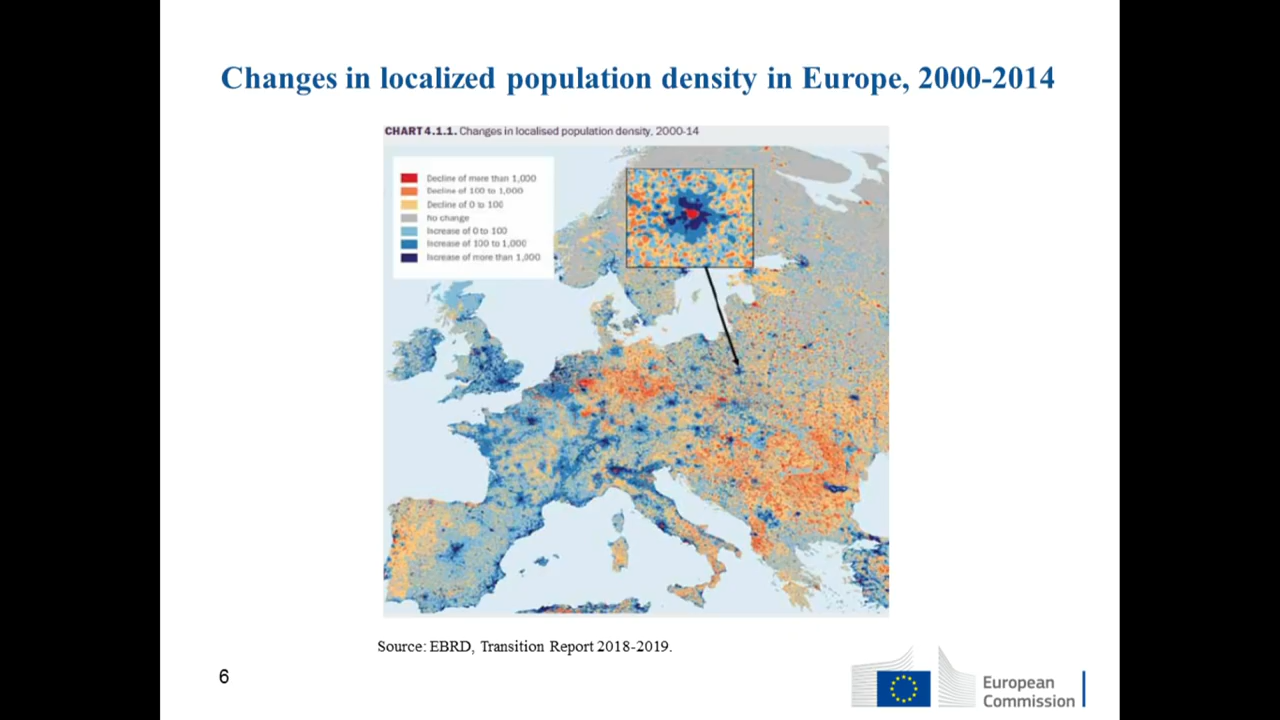 Changes in localized population density in Europe, 2000-2014
CHART 4.1.1. Changes in localised population density, 2000-14
Decline of more than 1,000
Decline of 100 to 1,000
Decline of 0 to 100
no change
Increase of 0 to 100
Increase of 100 to 1,000
Increase of more than 1,000
Source: EBRD, Transition Report 2018-2019.
6
European
Commission